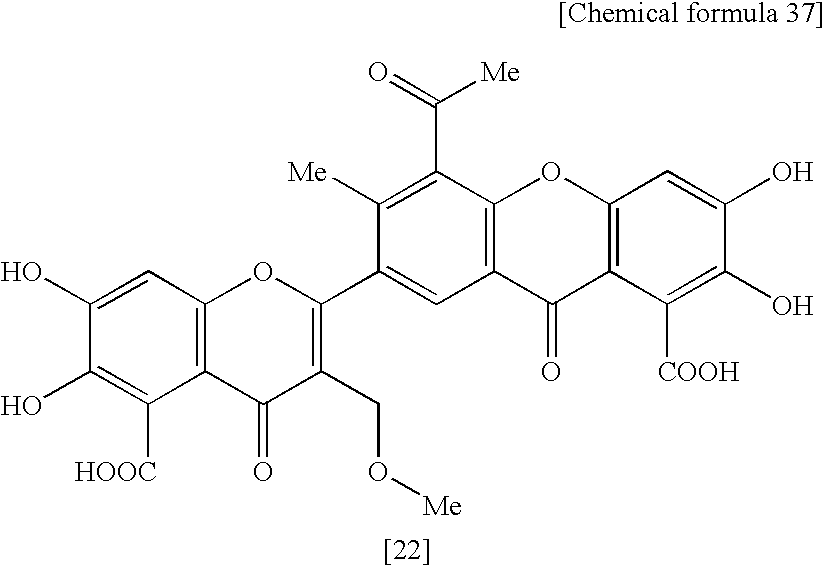 [Chemical formula 37]
O Me
Me O OH
HO O OH
HO O COOH
HOOC O O
Me
[22]